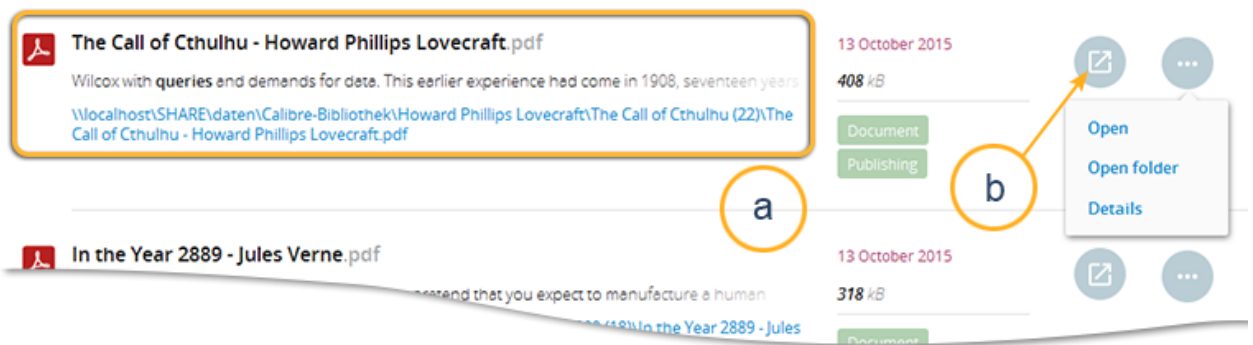 The Call of Cthulhu - Howard Phillips Lovecraft.pdf
Wilcox with queries and demands for data. This earlier experience had come in 1908, seventeen years
\\localhost\SHARE\daten\Calibre-Bibliothek\Howard Phillips Lovecraft\The Call of Cthulhu (22)\The
Call of Cthulhu - Howard Phillips Lovecraft.pdf
13 October 2015
408 kB
Document
Publishing
Open
Open folder
Details
a
b
In the Year 2889 - Jules Verne.pdf
that you expect to manufacture a human
(18)\In the Year 2889 - Jules
13 October 2015
318 kB
Document